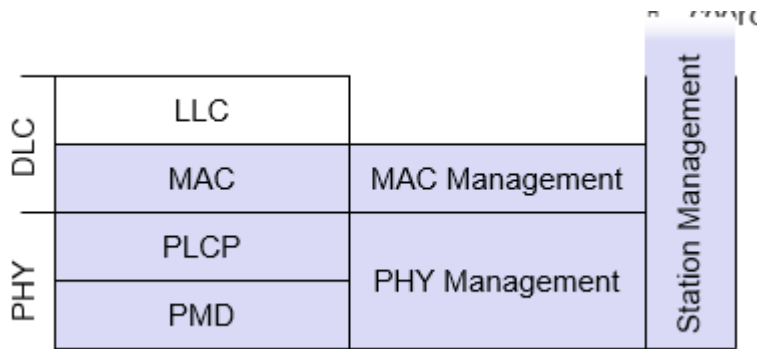 DLC
LLC
MAC
MAC Management
PHY
PLCP
PMD
PHY Management
Station Management